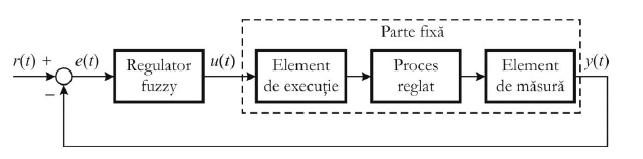 Parte fixă
r(t) + e(t) Regulator fuzzy u(t) Element de execuție Proces reglat Element de măsură y(t)
−